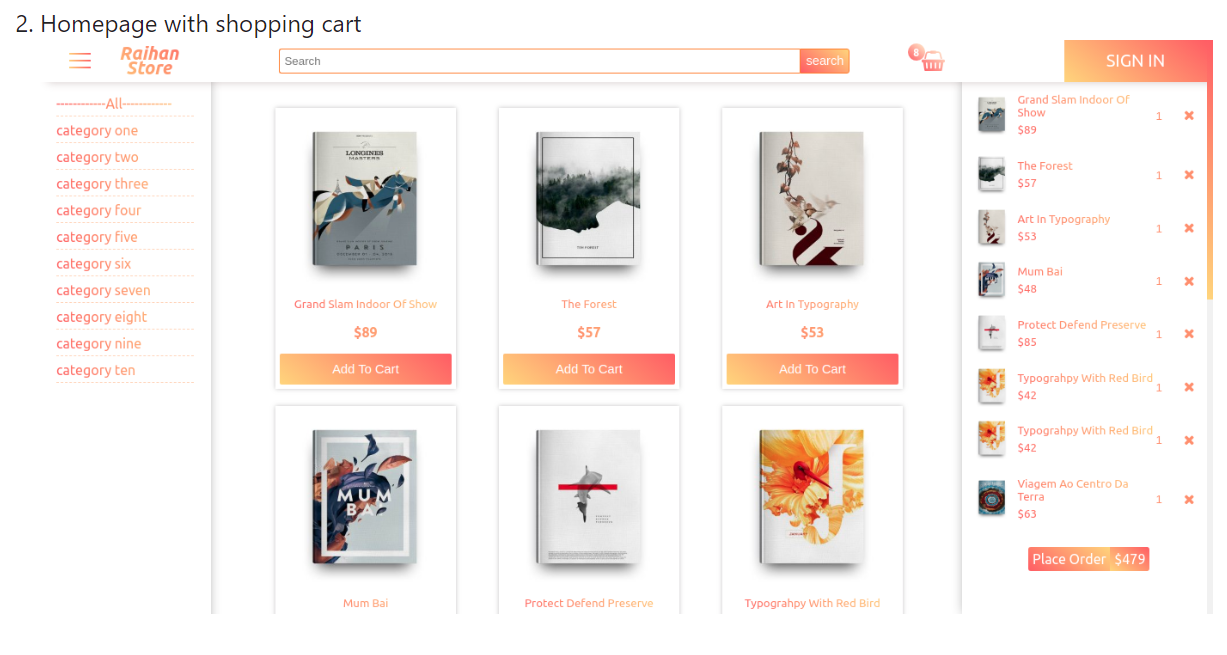 2. Homepage with shopping cart
Raihan
Store
Search
search
8
SIGN IN
------------All------------
category one
category two
category three
category four
category five
category six
category seven
category eight
category nine
category ten
LONGINES
MASTERS
PARIS
Grand Slam Indoor Of Show
$89
Add To Cart
THE FOREST
The Forest
$57
Add To Cart
Art In Typography
$53
Add To Cart
MUM
BAI
Mum Bai
Protect Defend Preserve
Typograhpy With Red Bird
Grand Slam Indoor Of
Show
$89
1
The Forest
$57
1
Art In Typography
$53
1
Mum Bai
$48
1
Protect Defend Preserve
$85
1
Typograhpy With Red Bird
$42
1
Typograhpy With Red Bird
$42
1
Viagem Ao Centro Da
Terra
$63
1
Place Order $479